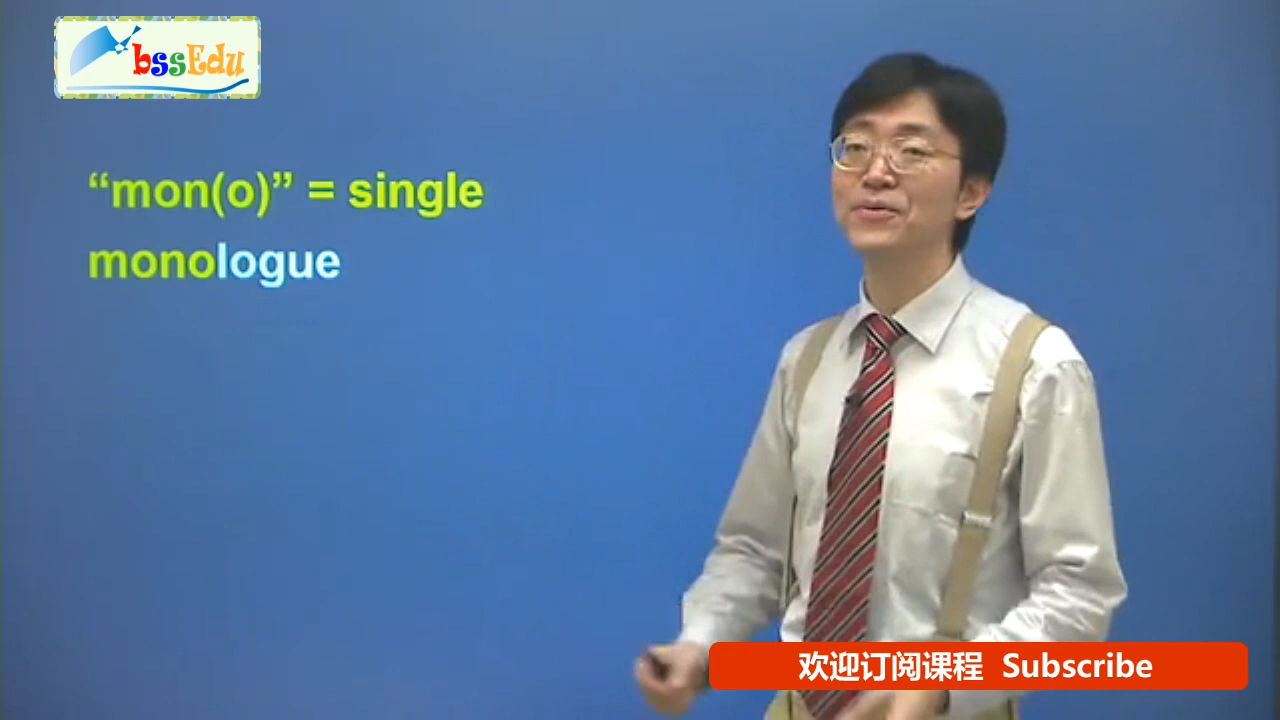 bssEdu
“mon(o)” = single
monologue
欢迎订阅课程 Subscribe